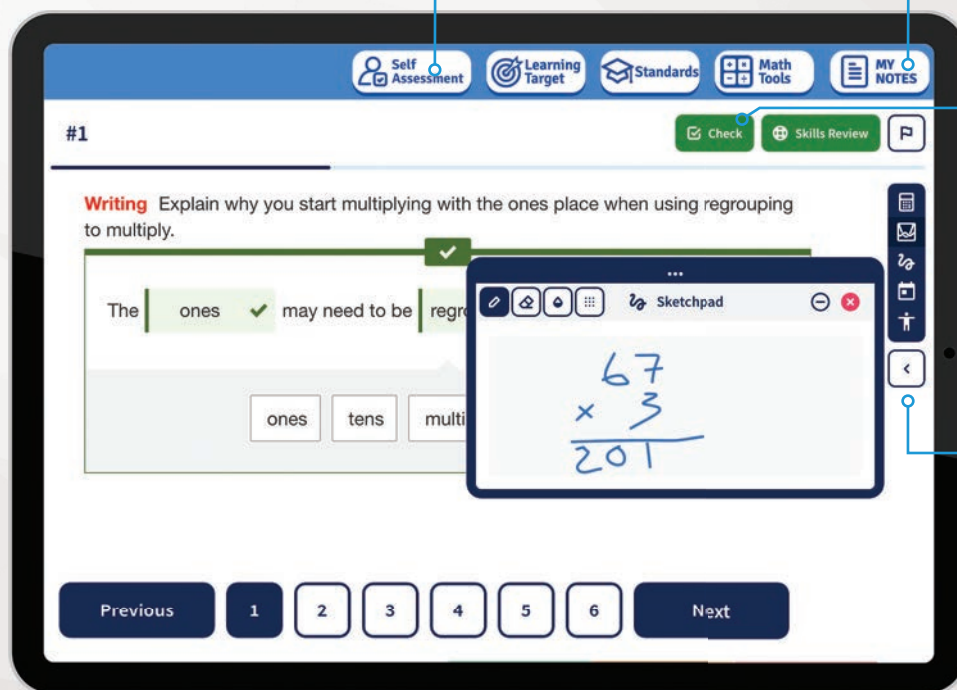 Self Assessment
Learning Target
Standards
Math Tools
MY NOTES
#1
Check
Skills Review
Writing Explain why you start multiplying with the ones place when using regrouping
to multiply.
The ones may need to be regr
Sketchpad
67
× 3
201
ones tens multi
Previous 1 2 3 4 5 6 Next